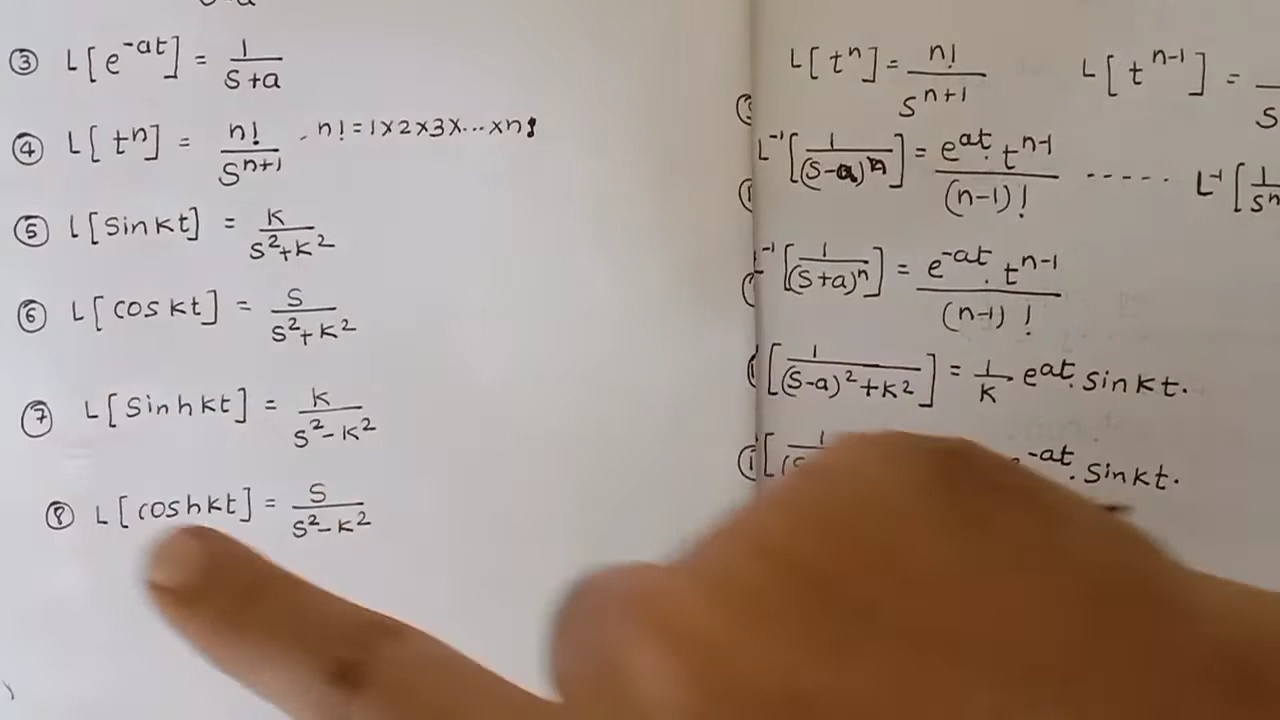 ③ L[e^-at] = 1/(S+a)
④ L[t^n] = n!/S^(n+1) , n! = 1×2×3×...×n!
⑤ L[Sinkt] = K/(S²+K²)
⑥ L[coskt] = S/(S²+K²)
⑦ L[Sinhkt] = K/(S²-K²)
⑧ L[coshkt] = S/(S²-K²)
L[t^n] = n!/S^(n+1) L[t^(n-1)] =
L^-1[1/(S-a)^n] = e^at . t^(n-1)/(n-1)! ..... L^-1[1/S^n
[1/(S+a)^n] = e^-at . t^(n-1)/(n-1)!
[1/((S-a)²+K²)] = 1/K e^at . Sinkt.
e^-at . Sinkt.